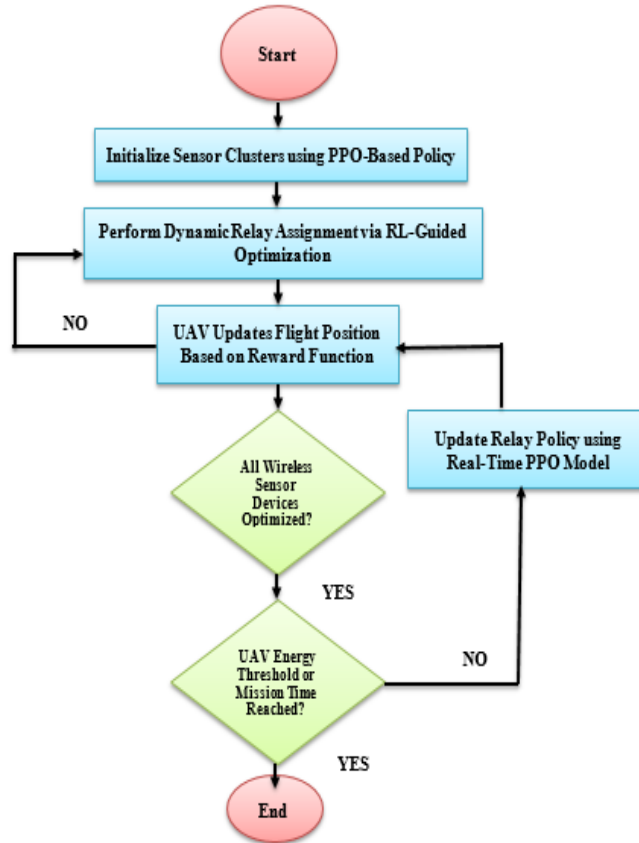 Start
Initialize Sensor Clusters using PPO-Based Policy
Perform Dynamic Relay Assignment via RL-Guided
Optimization
NO
UAV Updates Flight Position
Based on Reward Function
Update Relay Policy using
Real-Time PPO Model
All Wireless
Sensor
Devices
Optimized?
YES
UAV Energy
Threshold or
Mission Time
Reached?
NO
YES
End